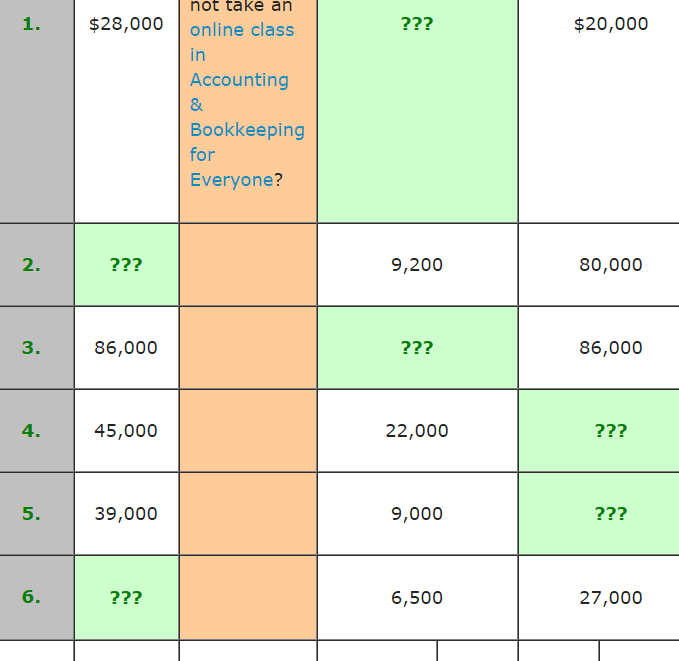 not take an
1. $28,000 online class ??? $20,000
in
Accounting
&
Bookkeeping
for
Everyone?
2. ??? 9,200 80,000
3. 86,000 ??? 86,000
4. 45,000 22,000 ???
5. 39,000 9,000 ???
6. ??? 6,500 27,000